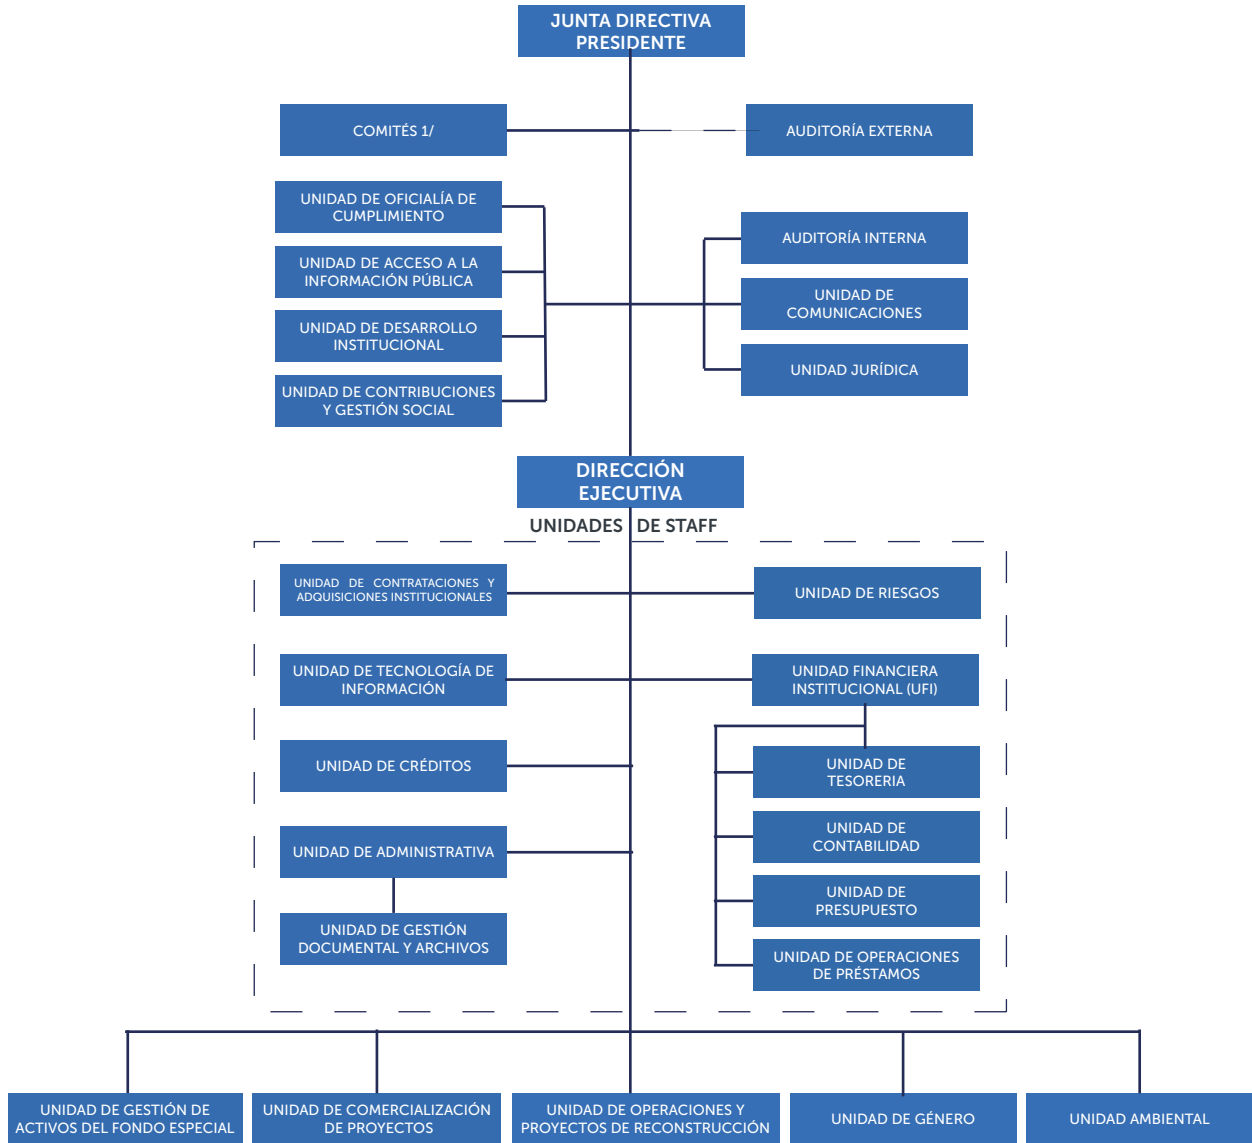 JUNTA DIRECTIVA
PRESIDENTE
COMITÉS 1/
AUDITORÍA EXTERNA
UNIDAD DE OFICIALÍA DE
CUMPLIMIENTO
UNIDAD DE ACCESO A LA
INFORMACIÓN PÚBLICA
UNIDAD DE DESARROLLO
INSTITUCIONAL
UNIDAD DE CONTRIBUCIONES
Y GESTIÓN SOCIAL
AUDITORÍA INTERNA
UNIDAD DE
COMUNICACIONES
UNIDAD JURÍDICA
DIRECCIÓN
EJECUTIVA
UNIDADES DE STAFF
UNIDAD DE CONTRATACIONES Y
ADQUISICIONES INSTITUCIONALES
UNIDAD DE RIESGOS
UNIDAD DE TECNOLOGÍA DE
INFORMACIÓN
UNIDAD FINANCIERA
INSTITUCIONAL (UFI)
UNIDAD DE CRÉDITOS
UNIDAD DE
TESORERIA
UNIDAD DE ADMINISTRATIVA
UNIDAD DE
CONTABILIDAD
UNIDAD DE GESTIÓN
DOCUMENTAL Y ARCHIVOS
UNIDAD DE
PRESUPUESTO
UNIDAD DE OPERACIONES
DE PRÉSTAMOS
UNIDAD DE GESTIÓN DE
ACTIVOS DEL FONDO ESPECIAL
UNIDAD DE COMERCIALIZACIÓN
DE PROYECTOS
UNIDAD DE OPERACIONES Y
PROYECTOS DE RECONSTRUCCIÓN
UNIDAD DE GÉNERO
UNIDAD AMBIENTAL